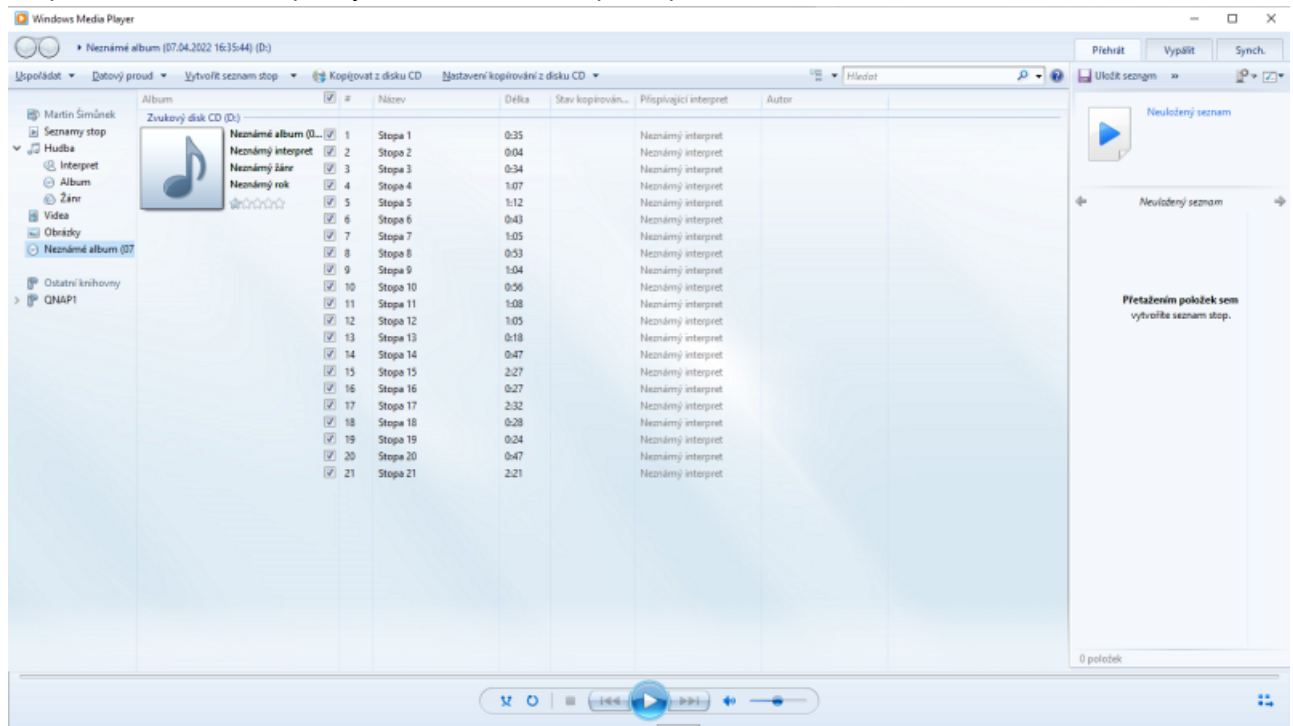 Windows Media Player
Neznámé album (07.04.2022 16:35:44) (D:)
Přehrát Vypálit Synch.
Uspořádat Datový proud Vytvořit seznam stop Kopírovat z disku CD Nastavení kopírování z disku CD Hledat Uložit seznam »
Album # Název Délka Stav kopírován... Přispívající interpret Autor
Martin Šimůnek
Seznamy stop
Hudba
Interpret
Album
Žánr
Videa
Obrázky
Neznámé album (07
Ostatní knihovny
QNAP1
Zvukový disk CD (D:)
Neznámé album (0...
Neznámý interpret
Neznámý žánr
Neznámý rok
1 Stopa 1 0:35 Neznámý interpret
2 Stopa 2 0:04 Neznámý interpret
3 Stopa 3 0:34 Neznámý interpret
4 Stopa 4 1:07 Neznámý interpret
5 Stopa 5 1:12 Neznámý interpret
6 Stopa 6 0:43 Neznámý interpret
7 Stopa 7 1:05 Neznámý interpret
8 Stopa 8 0:53 Neznámý interpret
9 Stopa 9 1:04 Neznámý interpret
10 Stopa 10 0:56 Neznámý interpret
11 Stopa 11 1:08 Neznámý interpret
12 Stopa 12 1:05 Neznámý interpret
13 Stopa 13 0:18 Neznámý interpret
14 Stopa 14 0:47 Neznámý interpret
15 Stopa 15 2:27 Neznámý interpret
16 Stopa 16 0:27 Neznámý interpret
17 Stopa 17 2:32 Neznámý interpret
18 Stopa 18 0:28 Neznámý interpret
19 Stopa 19 0:24 Neznámý interpret
20 Stopa 20 0:47 Neznámý interpret
21 Stopa 21 2:21 Neznámý interpret
Neuložený seznam
Neuložený seznam
Přetažením položek sem
vytvoříte seznam stop.
0 položek